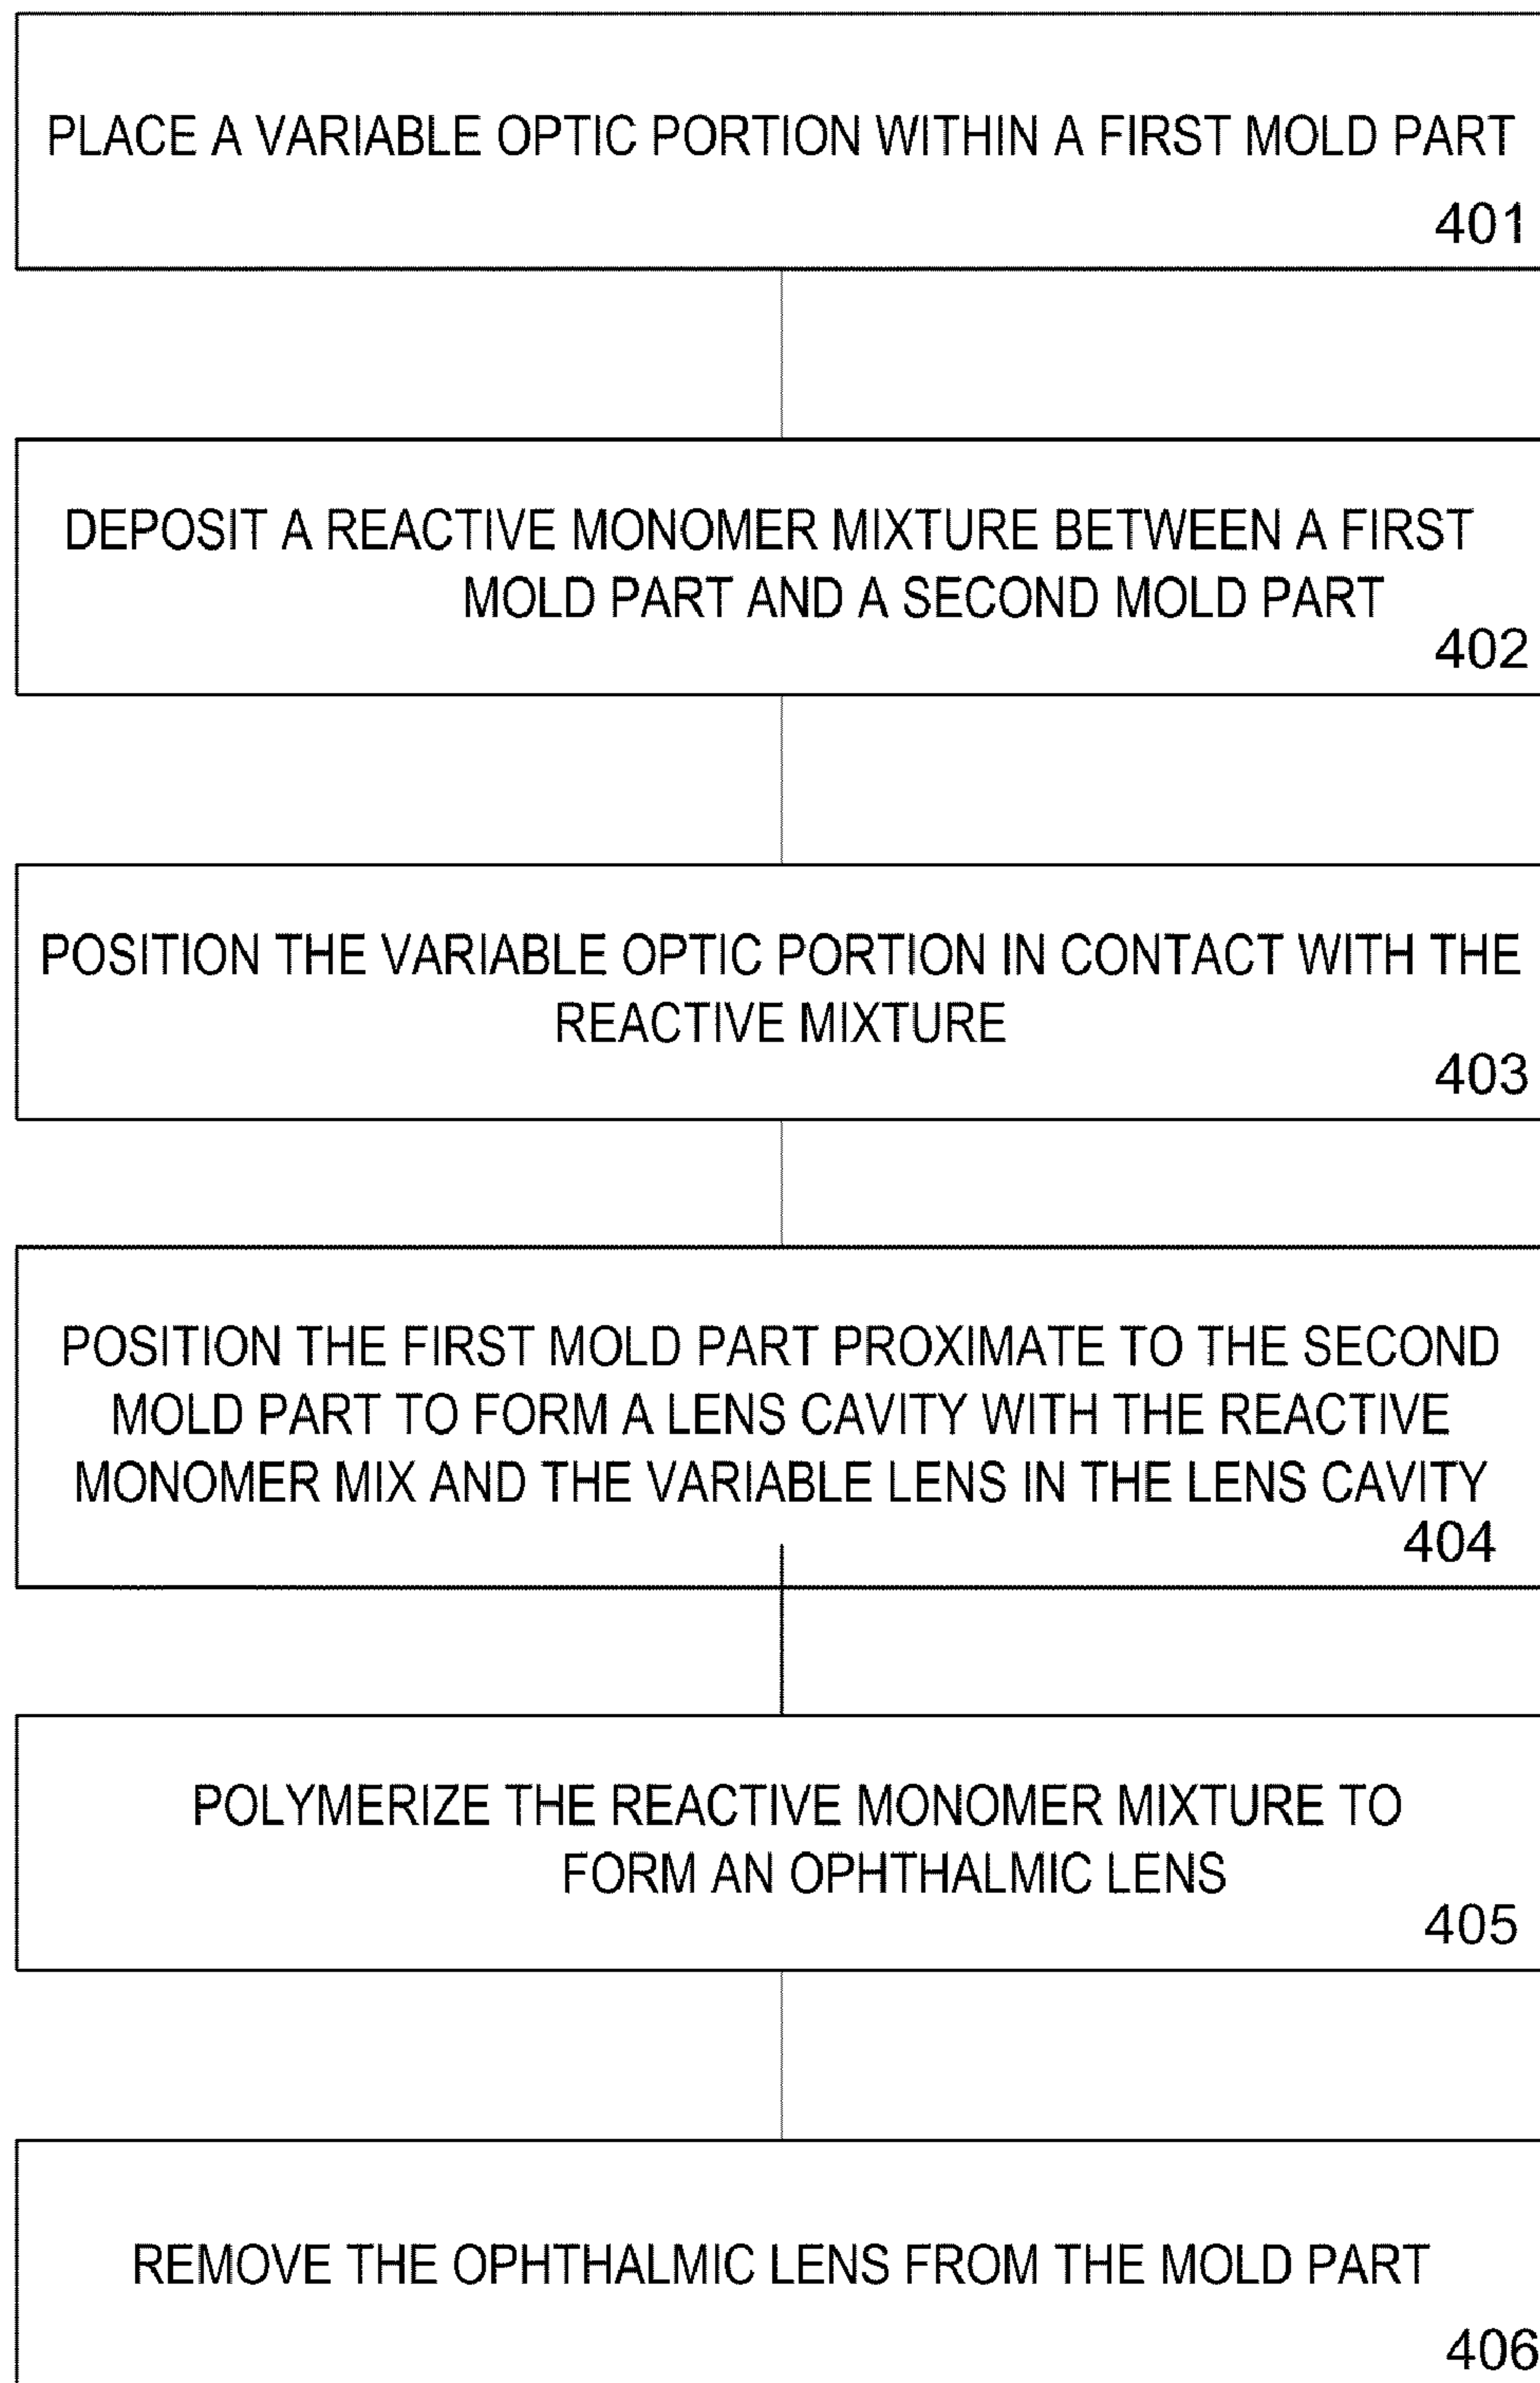 PLACE A VARIABLE OPTIC PORTION WITHIN A FIRST MOLD PART
401
DEPOSIT A REACTIVE MONOMER MIXTURE BETWEEN A FIRST
MOLD PART AND A SECOND MOLD PART
402
POSITION THE VARIABLE OPTIC PORTION IN CONTACT WITH THE
REACTIVE MIXTURE
403
POSITION THE FIRST MOLD PART PROXIMATE TO THE SECOND
MOLD PART TO FORM A LENS CAVITY WITH THE REACTIVE
MONOMER MIX AND THE VARIABLE LENS IN THE LENS CAVITY
404
POLYMERIZE THE REACTIVE MONOMER MIXTURE TO
FORM AN OPHTHALMIC LENS
405
REMOVE THE OPHTHALMIC LENS FROM THE MOLD PART
406